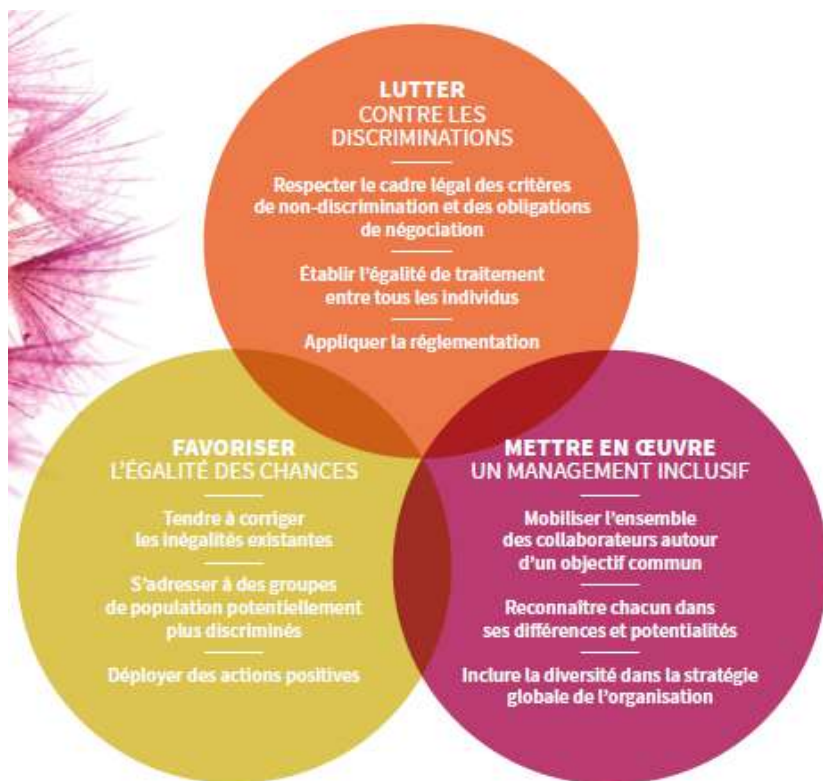 LUTTER
CONTRE LES
DISCRIMINATIONS
Respecter le cadre légal des critères
de non-discrimination et des obligations
de négociation
Établir l'égalité de traitement
entre tous les individus
Appliquer la réglementation
FAVORISER
L'ÉGALITÉ DES CHANCES
Tendre à corriger
les inégalités existantes
S'adresser à des groupes
de population potentiellement
plus discriminés
Déployer des actions positives
METTRE EN ŒUVRE
UN MANAGEMENT INCLUSIF
Mobiliser l'ensemble
des collaborateurs autour
d'un objectif commun
Reconnaître chacun dans
ses différences et potentialités
Inclure la diversité dans la stratégie
globale de l'organisation